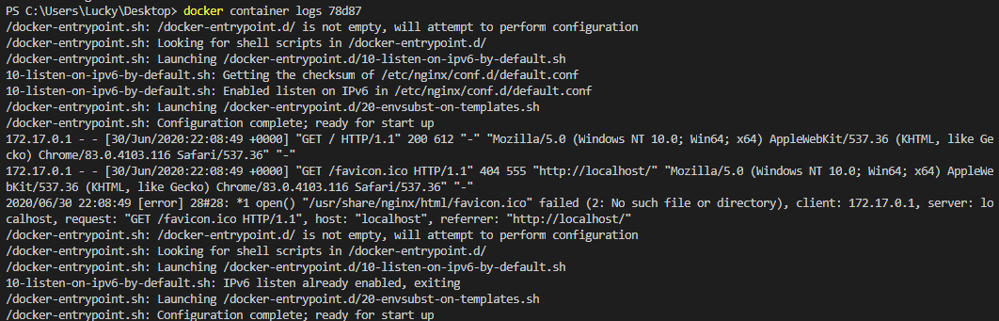 PS C:\Users\Lucky\Desktop> docker container logs 78d87
/docker-entrypoint.sh: /docker-entrypoint.d/ is not empty, will attempt to perform configuration
/docker-entrypoint.sh: Looking for shell scripts in /docker-entrypoint.d/
/docker-entrypoint.sh: Launching /docker-entrypoint.d/10-listen-on-ipv6-by-default.sh
10-listen-on-ipv6-by-default.sh: Getting the checksum of /etc/nginx/conf.d/default.conf
10-listen-on-ipv6-by-default.sh: Enabled listen on IPv6 in /etc/nginx/conf.d/default.conf
/docker-entrypoint.sh: Launching /docker-entrypoint.d/20-envsubst-on-templates.sh
/docker-entrypoint.sh: Configuration complete; ready for start up
172.17.0.1 - - [30/Jun/2020:22:08:49 +0000] "GET / HTTP/1.1" 200 612 "-" "Mozilla/5.0 (Windows NT 10.0; Win64; x64) AppleWebKit/537.36 (KHTML, like Ge
cko) Chrome/83.0.4103.116 Safari/537.36" "-"
172.17.0.1 - - [30/Jun/2020:22:08:49 +0000] "GET /favicon.ico HTTP/1.1" 404 555 "http://localhost/" "Mozilla/5.0 (Windows NT 10.0; Win64; x64) AppleWe
bKit/537.36 (KHTML, like Gecko) Chrome/83.0.4103.116 Safari/537.36" "-"
2020/06/30 22:08:49 [error] 28#28: *1 open() "/usr/share/nginx/html/favicon.ico" failed (2: No such file or directory), client: 172.17.0.1, server: lo
calhost, request: "GET /favicon.ico HTTP/1.1", host: "localhost", referrer: "http://localhost/"
/docker-entrypoint.sh: /docker-entrypoint.d/ is not empty, will attempt to perform configuration
/docker-entrypoint.sh: Looking for shell scripts in /docker-entrypoint.d/
/docker-entrypoint.sh: Launching /docker-entrypoint.d/10-listen-on-ipv6-by-default.sh
10-listen-on-ipv6-by-default.sh: IPv6 listen already enabled, exiting
/docker-entrypoint.sh: Launching /docker-entrypoint.d/20-envsubst-on-templates.sh
/docker-entrypoint.sh: Configuration complete; ready for start up